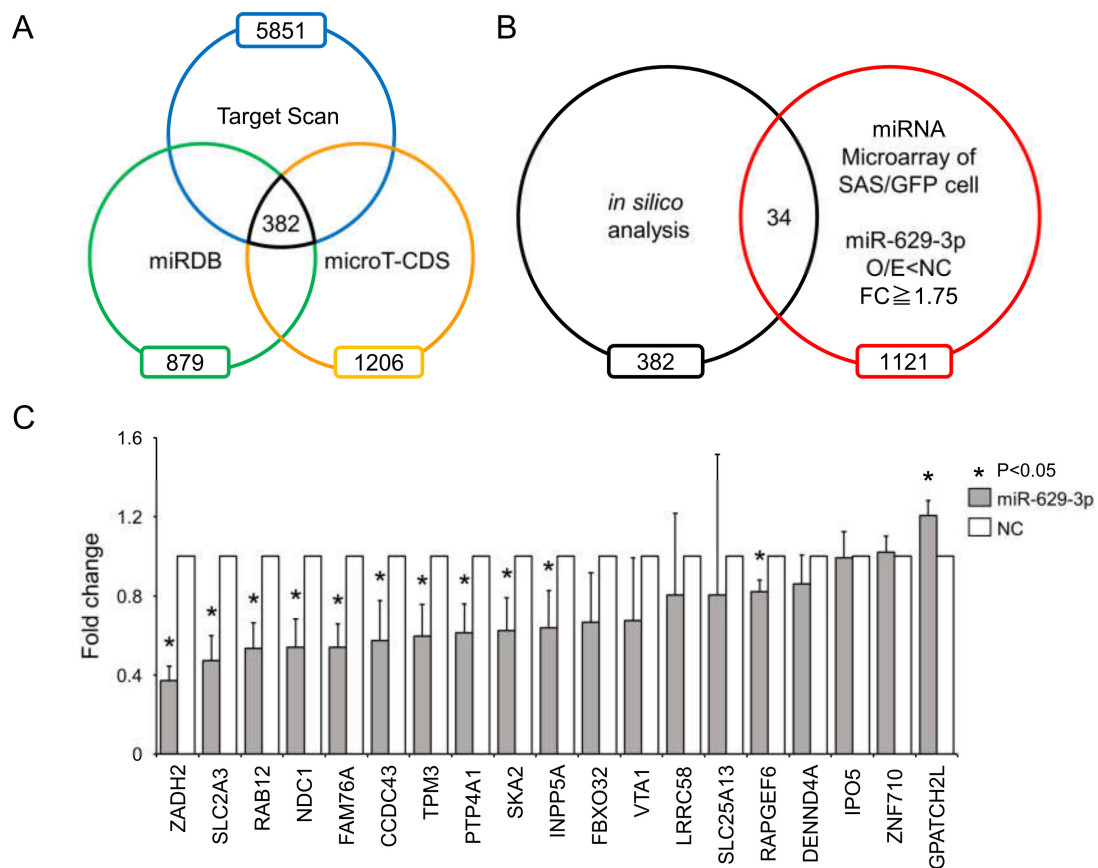 A
5851
Target Scan
382
miRDB
microT-CDS
879
1206
B
in silico
analysis
34
miRNA
Microarray of
SAS/GFP cell
miR-629-3p
O/E<NC
FC≧1.75
382
1121
C
Fold change
1.6
1.2
0.8
0.4
0
* * * * * * * * * * * *
* P<0.05
miR-629-3p
NC
ZADH2
SLC2A3
RAB12
NDC1
FAM76A
CCDC43
TPM3
PTP4A1
SKA2
INPP5A
FBXO32
VTA1
LRRC58
SLC25A13
RAPGEF6
DENND4A
IPO5
ZNF710
GPATCH2L